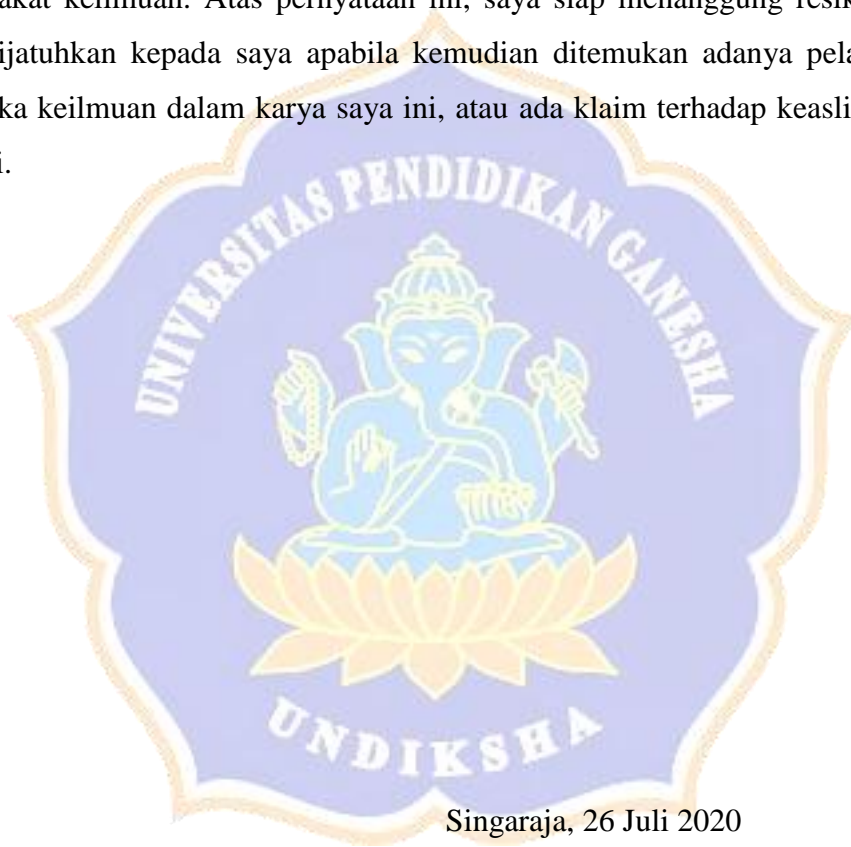 akat keilmuan. Atas pernyataan ini, saya siap menanggung resik
ijatuhkan kepada saya apabila kemudian ditemukan adanya pela
ka keilmuan dalam karya saya ini, atau ada klaim terhadap keasli
i.
UNIVERSITAS PENDIDIKAN GANESHA
UNDIKSHA
Singaraja, 26 Juli 2020